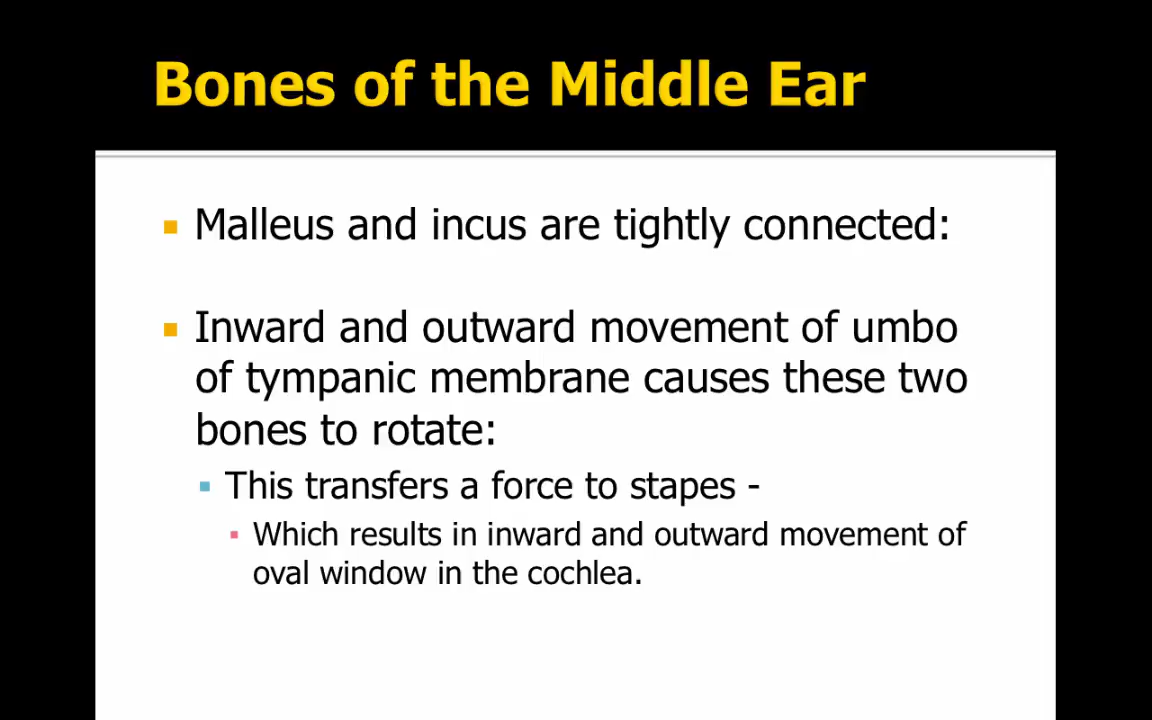 Bones of the Middle Ear
Malleus and incus are tightly connected:
Inward and outward movement of umbo
of tympanic membrane causes these two
bones to rotate:
This transfers a force to stapes -
Which results in inward and outward movement of
oval window in the cochlea.